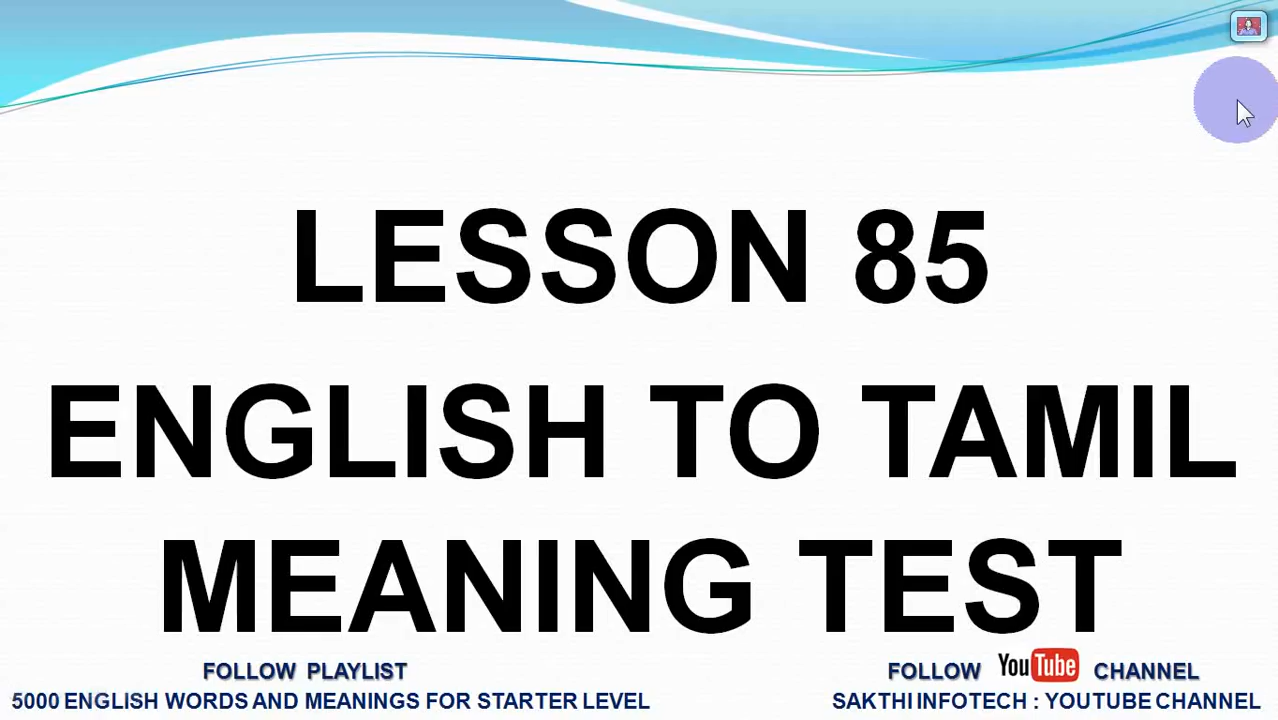 LESSON 85
ENGLISH TO TAMIL
MEANING TEST
FOLLOW PLAYLIST
5000 ENGLISH WORDS AND MEANINGS FOR STARTER LEVEL
FOLLOW YouTube CHANNEL
SAKTHI INFOTECH : YOUTUBE CHANNEL